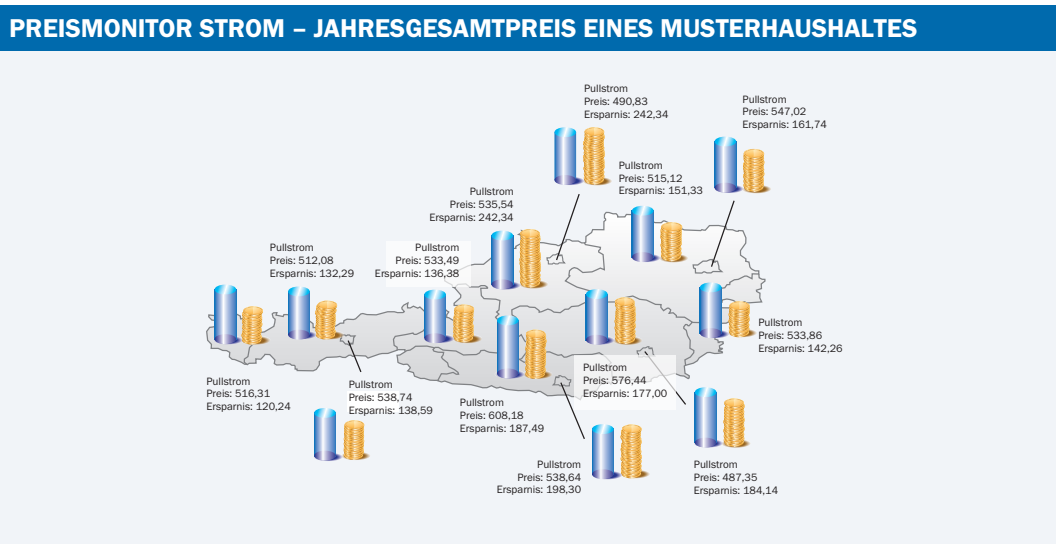 PREISMONITOR STROM – JAHRESGESAMTPREIS EINES MUSTERHAUSHALTES
Pullstrom
Preis: 490,83
Ersparnis: 242,34
Pullstrom
Preis: 547,02
Ersparnis: 161,74
Pullstrom
Preis: 515,12
Ersparnis: 151,33
Pullstrom
Preis: 535,54
Ersparnis: 242,34
Pullstrom
Preis: 512,08
Ersparnis: 132,29
Pullstrom
Preis: 533,49
Ersparnis: 136,38
Pullstrom
Preis: 533,86
Ersparnis: 142,26
Pullstrom
Preis: 576,44
Ersparnis: 177,00
Pullstrom
Preis: 516,31
Ersparnis: 120,24
Pullstrom
Preis: 538,74
Ersparnis: 138,59
Pullstrom
Preis: 608,18
Ersparnis: 187,49
Pullstrom
Preis: 538,64
Ersparnis: 198,30
Pullstrom
Preis: 487,35
Ersparnis: 184,14